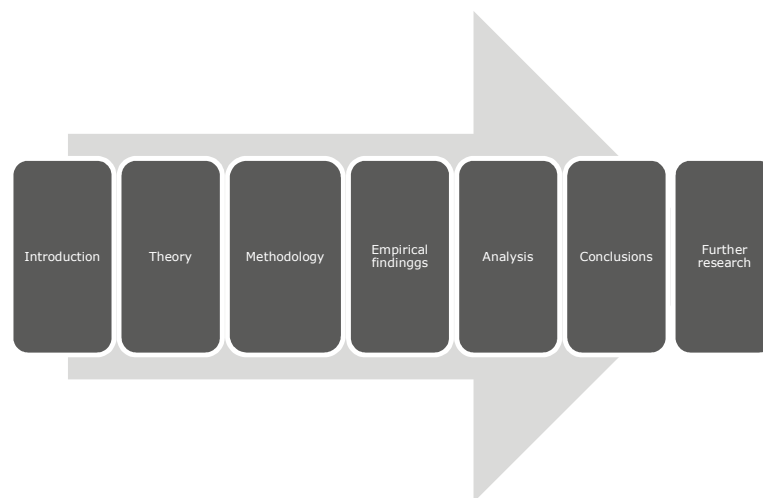 Introduction
Theory
Methodology
Empirical
findinggs
Analysis
Conclusions
Further
research